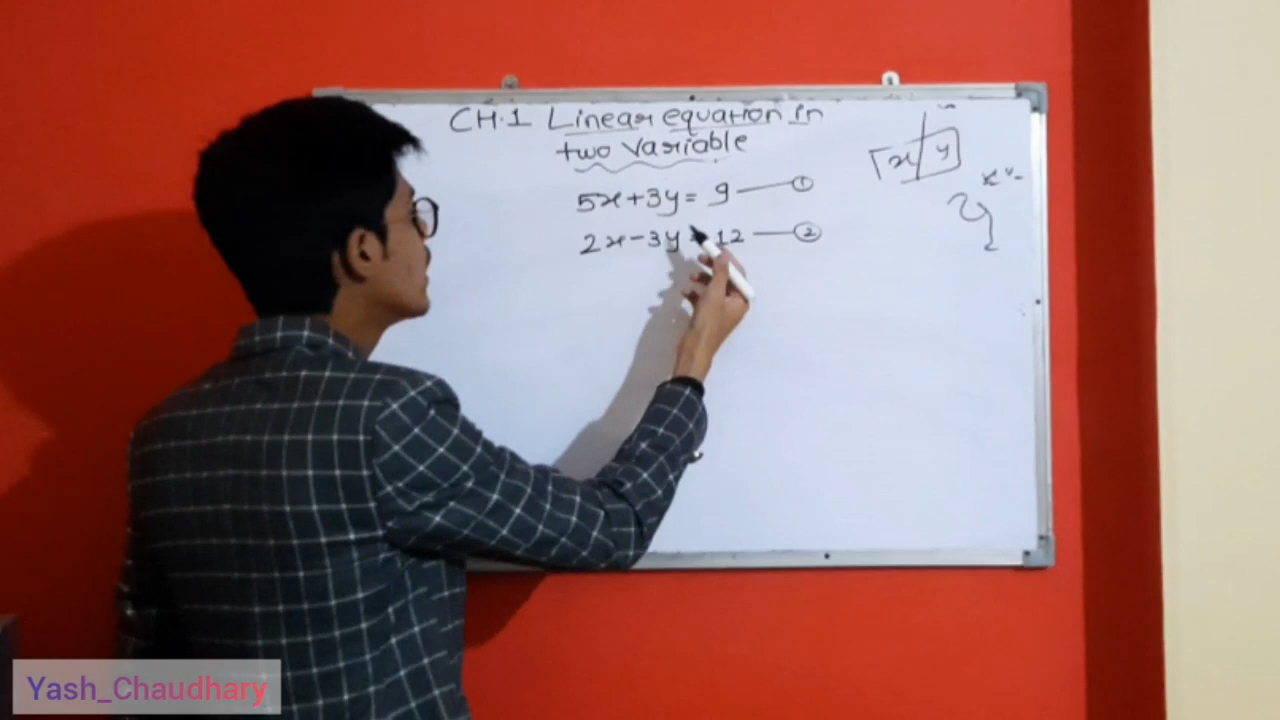 CH.1 Linear equation in
two variable
5x+3y= 9 —①
2x-3y = 12 —②
x y
Yash_Chaudhary